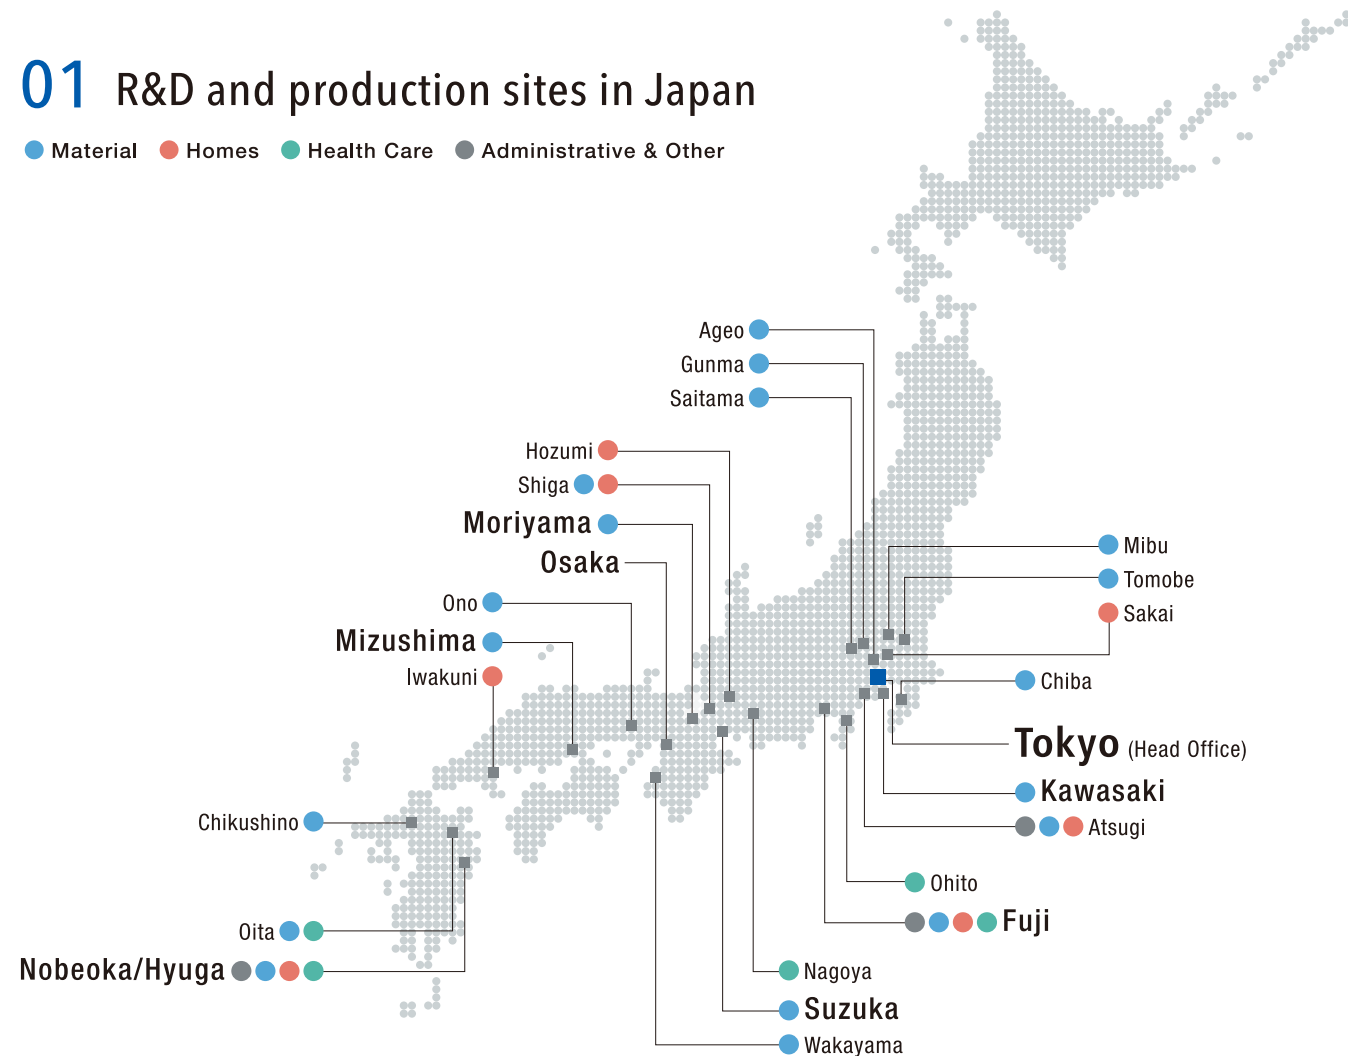 01 R&D and production sites in Japan
Material Homes Health Care Administrative & Other
Ageo
Gunma
Saitama
Hozumi
Shiga
Moriyama
Osaka
Ono
Mizushima
Iwakuni
Mibu
Tomobe
Sakai
Chiba
Tokyo (Head Office)
Kawasaki
Atsugi
Chikushino
Ohito
Fuji
Oita
Nobeoka/Hyuga
Nagoya
Suzuka
Wakayama